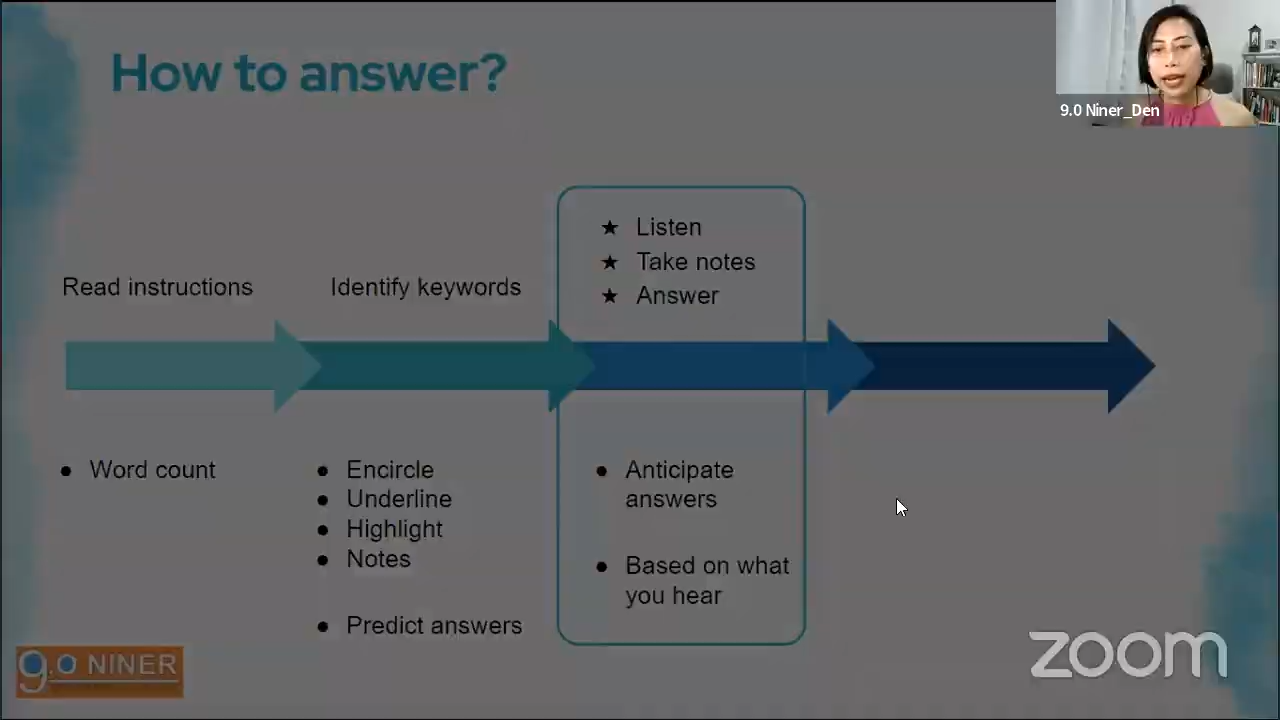 How to answer?
9.0 Niner_Den
Read instructions
Identify keywords
★ Listen
★ Take notes
★ Answer
● Word count
● Encircle
● Underline
● Highlight
● Notes
● Predict answers
● Anticipate
answers
● Based on what
you hear
9.0 NINER
zoom